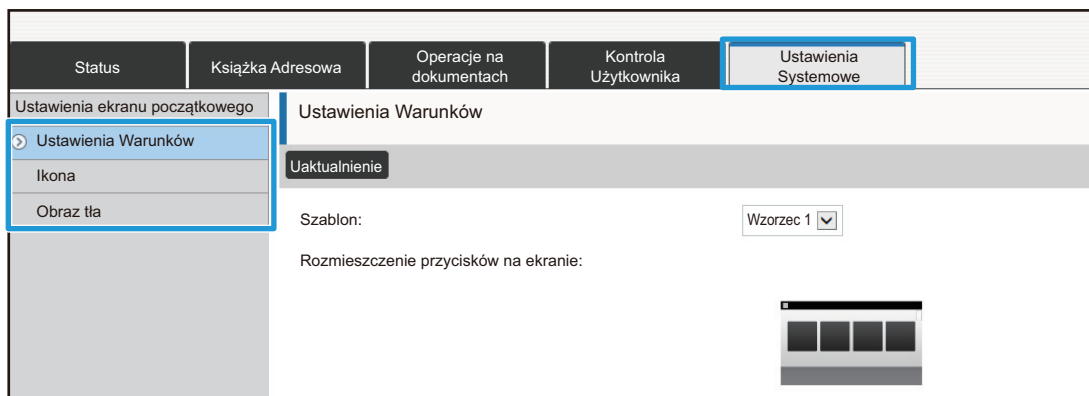 Status
Książka Adresowa
Operacje na
dokumentach
Kontrola
Użytkownika
Ustawienia
Systemowe
Ustawienia ekranu początkowego
Ustawienia Warunków
Ikona
Obraz tła
Ustawienia Warunków
Uaktualnienie
Szablon:
Wzorzec 1
Rozmieszczenie przycisków na ekranie: